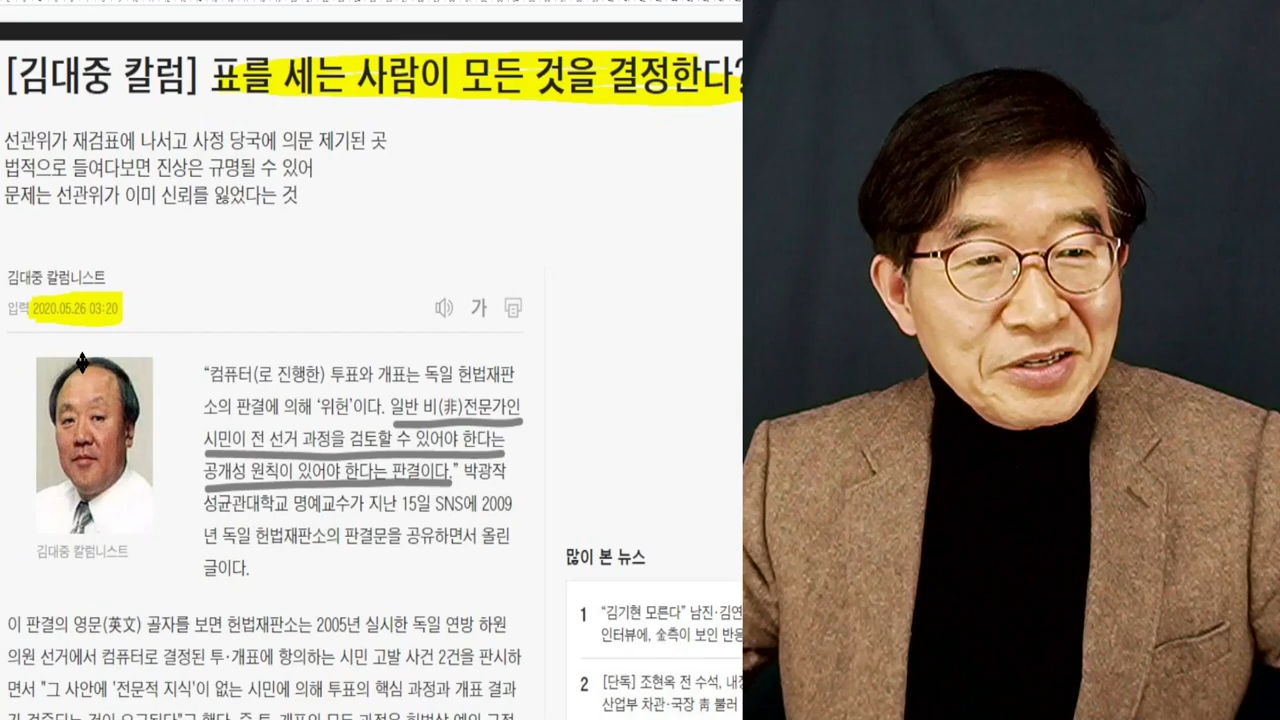 [김대중 칼럼] 표를 세는 사람이 모든 것을 결정한다?
선관위가 재검표에 나서고 사정 당국에 의문 제기된 곳
법적으로 들여다보면 진상은 규명될 수 있어
문제는 선관위가 이미 신뢰를 잃었다는 것
김대중 칼럼니스트
입력 2020.05.26 03:20
가
김대중 칼럼니스트
“컴퓨터(로 진행한) 투표와 개표는 독일 헌법재판
소의 판결에 의해 ‘위헌’이다. 일반 비(非)전문가인
시민이 전 선거 과정을 검토할 수 있어야 한다는
공개성 원칙이 있어야 한다는 판결이다.” 박광작
성균관대학교 명예교수가 지난 15일 SNS에 2009
년 독일 헌법재판소의 판결문을 공유하면서 올린
글이다.
이 판결의 영문(英文) 골자를 보면 헌법재판소는 2005년 실시한 독일 연방 하원
의원 선거에서 컴퓨터로 결정된 투·개표에 항의하는 시민 고발 사건 2건을 판시하
면서 "그 사안에 '전문적 지식'이 없는 시민에 의해 투표의 핵심 과정과 개표 결과
많이 본 뉴스
1 “김기현 모른다” 남진·김연
인터뷰에, 金측이 보인 반응
2 [단독] 조현옥 전 수석, 내정
산업부 차관·국장 靑 불러